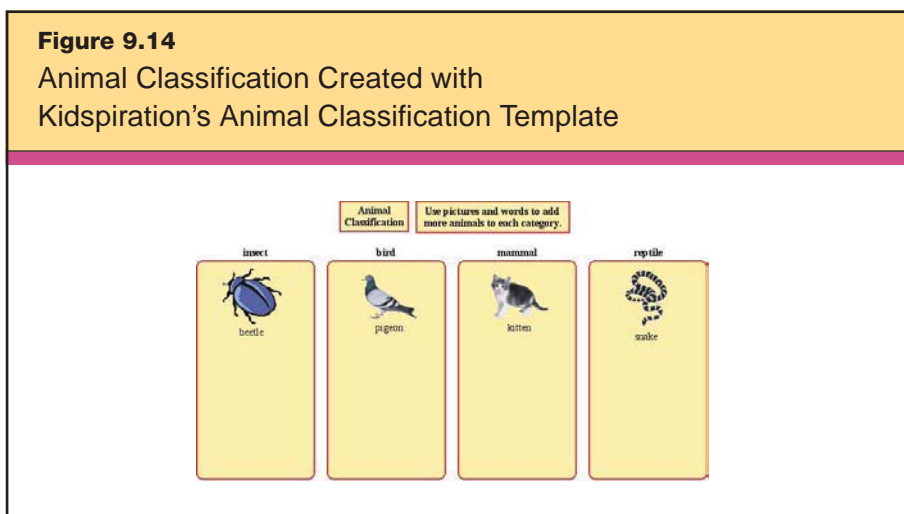 Figure 9.14
Animal Classification Created with
Kidspiration's Animal Classification Template
Animal
Classification
Use pictures and words to add
more animals to each category.
insect
bird
mammal
reptile
beetle
pigeon
kitten
snake